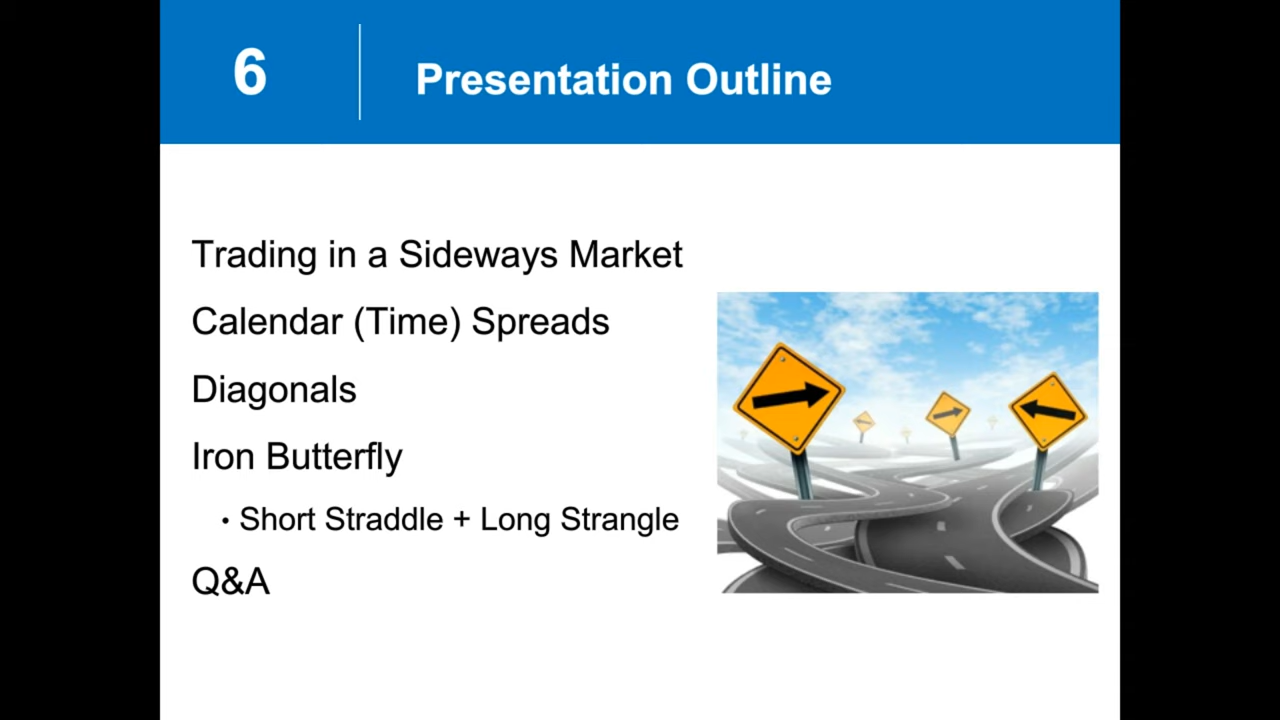 6
Presentation Outline
Trading in a Sideways Market
Calendar (Time) Spreads
Diagonals
Iron Butterfly
• Short Straddle + Long Strangle
Q&A